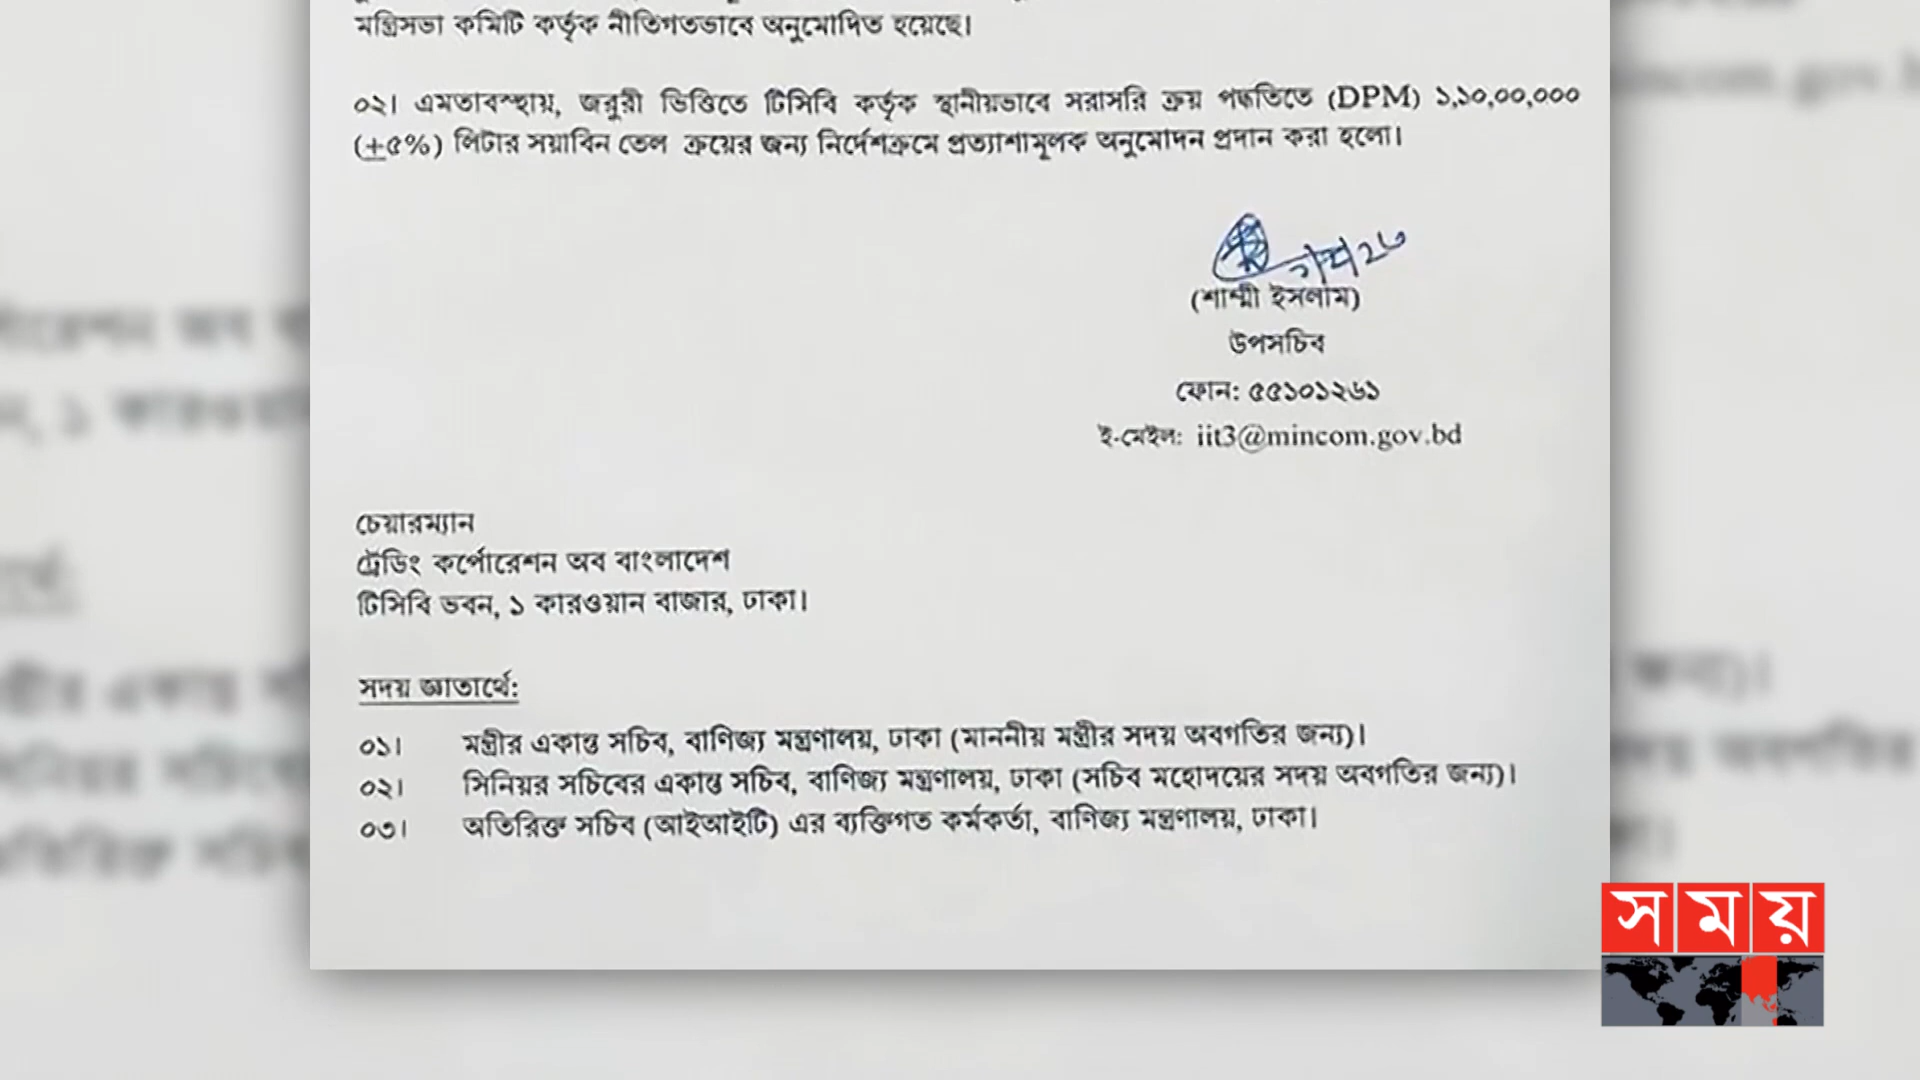 মন্ত্রিসভা কমিটি কর্তৃক নীতিগতভাবে অনুমোদিত হয়েছে।
০২। এমতাবস্থায়, জরুরী ভিত্তিতে টিসিবি কর্তৃক স্থানীয়ভাবে সরাসরি ক্রয় পদ্ধতিতে (DPM) ১,১০,০০,০০০
(±৫%) লিটার সয়াবিন তেল ক্রয়ের জন্য নির্দেশক্রমে প্রত্যাশামূলক অনুমোদন প্রদান করা হলো।
(শাম্মী ইসলাম)
উপসচিব
ফোন: ৫৫১০১২৬১
ই-মেইল: iit3@mincom.gov.bd
চেয়ারম্যান
ট্রেডিং কর্পোরেশন অব বাংলাদেশ
টিসিবি ভবন, ১ কারওয়ান বাজার, ঢাকা।
সদয় জ্ঞাতার্থে:
০১। মন্ত্রীর একান্ত সচিব, বাণিজ্য মন্ত্রণালয়, ঢাকা (মাননীয় মন্ত্রীর সদয় অবগতির জন্য)।
০২। সিনিয়র সচিবের একান্ত সচিব, বাণিজ্য মন্ত্রণালয়, ঢাকা (সচিব মহোদয়ের সদয় অবগতির জন্য)।
০৩। অতিরিক্ত সচিব (আইআইটি) এর ব্যক্তিগত কর্মকর্তা, বাণিজ্য মন্ত্রণালয়, ঢাকা।
সময়